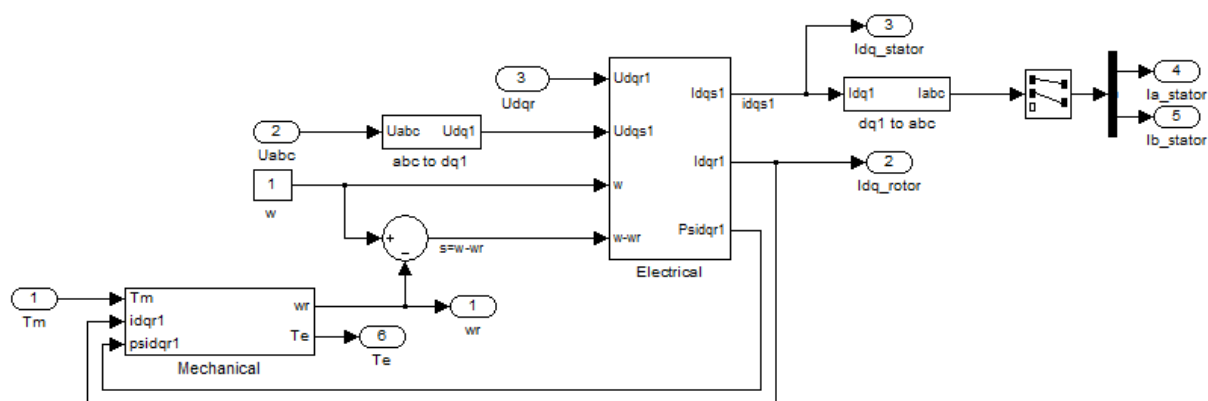 3
Idq_stator
3
Udqr
Udqr1
Udqs1
w
w-wr
Idqs1
Idqr1
Psidqr1
Electrical
idqs1
Idq1 Iabc
dq1 to abc
4
Ia_stator
5
Ib_stator
2
Idq_rotor
2
Uabc
Uabc Udq1
abc to dq1
1
w
+
−
s=w-wr
1
Tm
Tm
idqr1
psidqr1
wr
Te
Mechanical
1
wr
6
Te